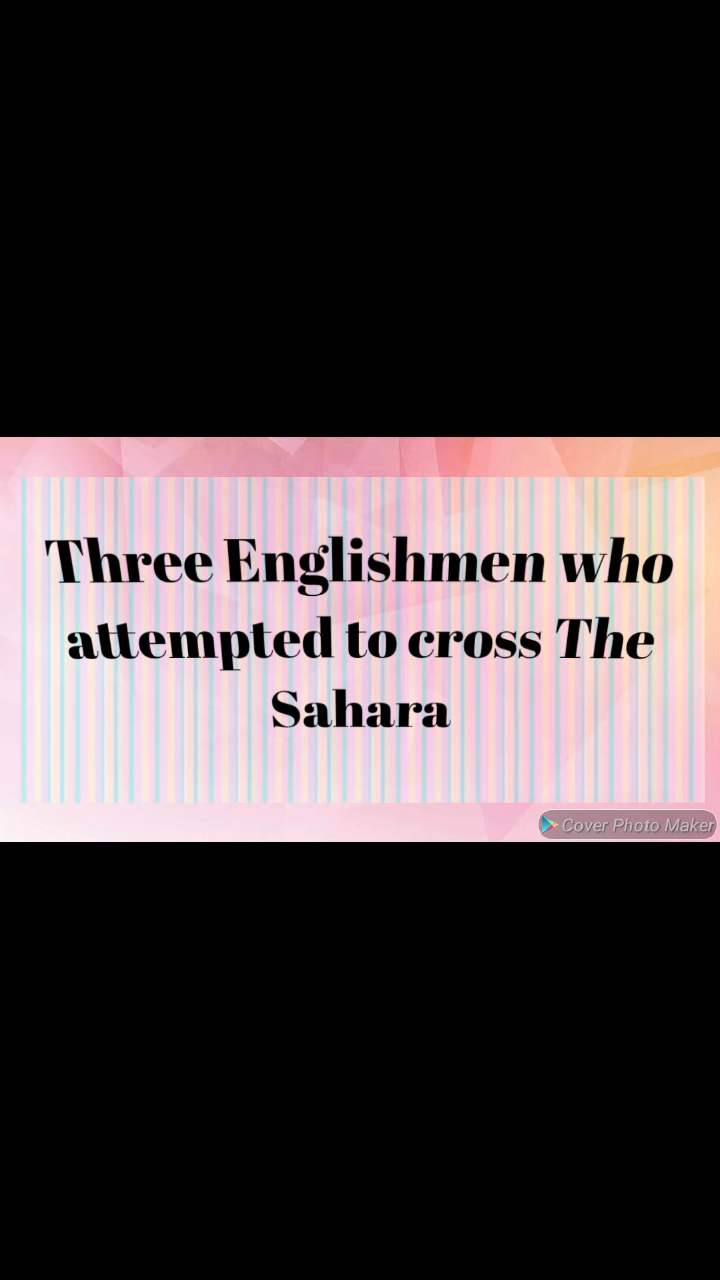 Three Englishmen who
attempted to cross The
Sahara
Cover Photo Maker